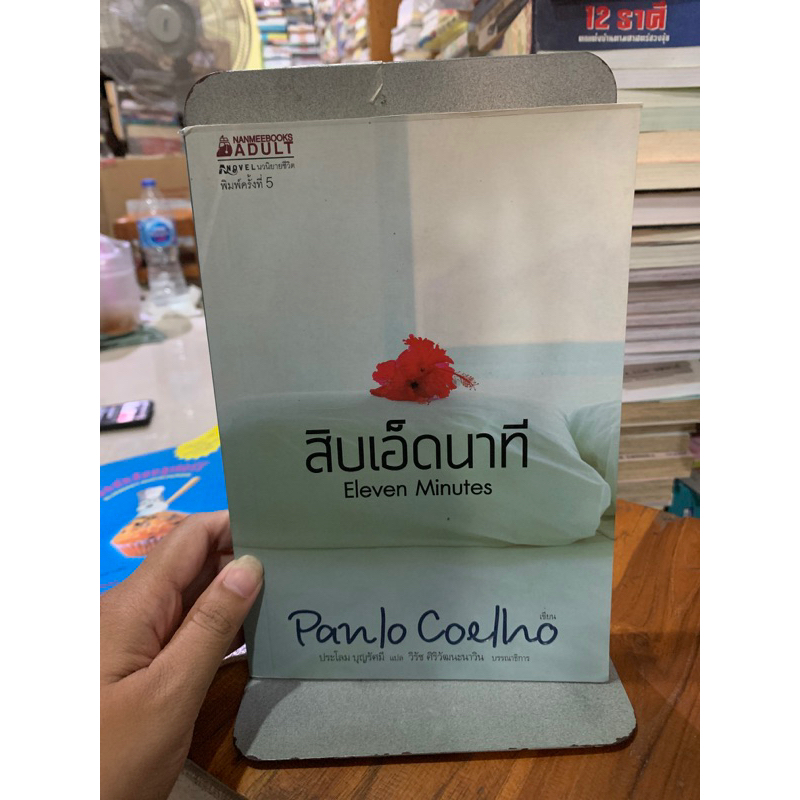 12 ราศี
NANMEEBOOKS
ADULT
NOVEL นวนิยายชีวิต
พิมพ์ครั้งที่ 5
สิบเอ็ดนาที
Eleven Minutes
Paulo Coelho เขียน
ประโลม บุญรัศมี แปล วีรัช ศิริวัฒนะนาวิน บรรณาธิการ